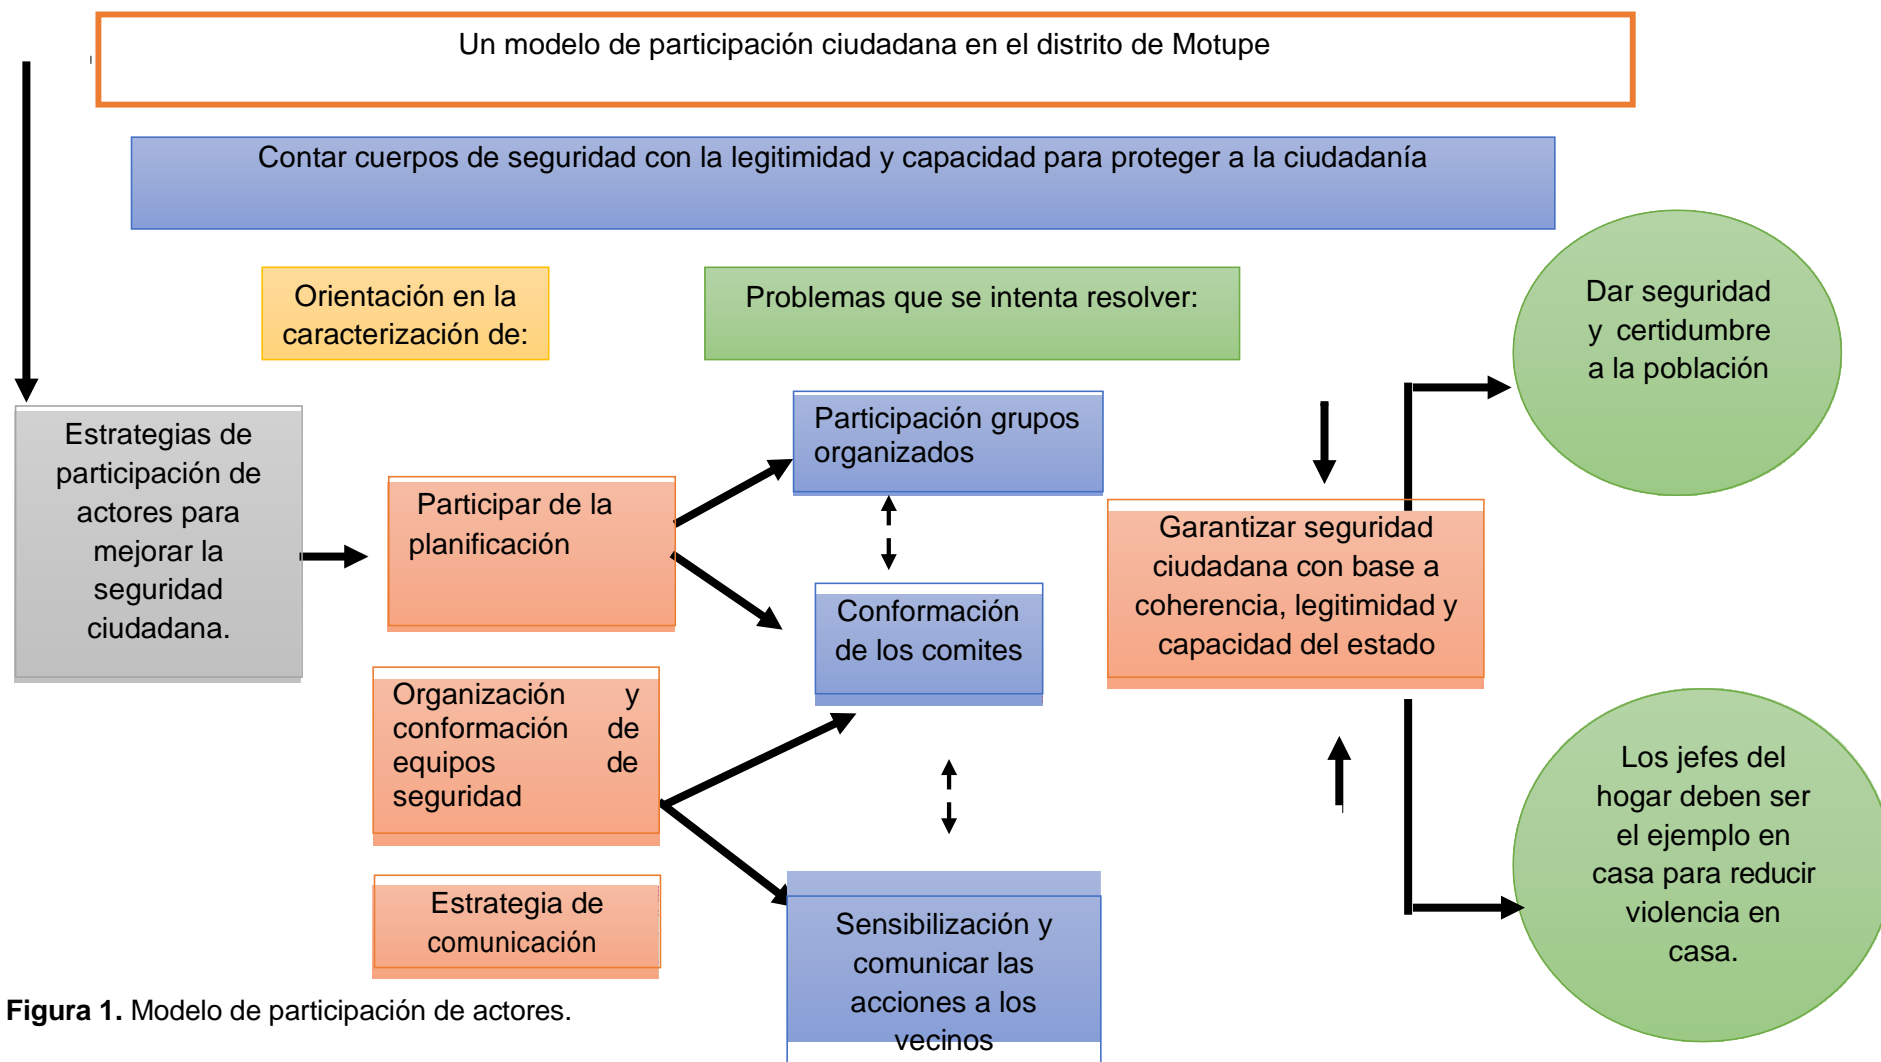 Un modelo de participación ciudadana en el distrito de Motupe
Contar cuerpos de seguridad con la legitimidad y capacidad para proteger a la ciudadanía
Orientación en la
caracterización de:
Problemas que se intenta resolver:
Dar seguridad
y certidumbre
a la población
Estrategias de
participación de
actores para
mejorar la
seguridad
ciudadana.
Participar de la
planificación
Participación grupos
organizados
Garantizar seguridad
ciudadana con base a
coherencia, legitimidad y
capacidad del estado
Conformación
de los comites
Organización y
conformación de
equipos de
seguridad
Los jefes del
hogar deben ser
el ejemplo en
casa para reducir
violencia en
casa.
Estrategia de
comunicación
Sensibilización y
comunicar las
acciones a los
vecinos
Figura 1. Modelo de participación de actores.